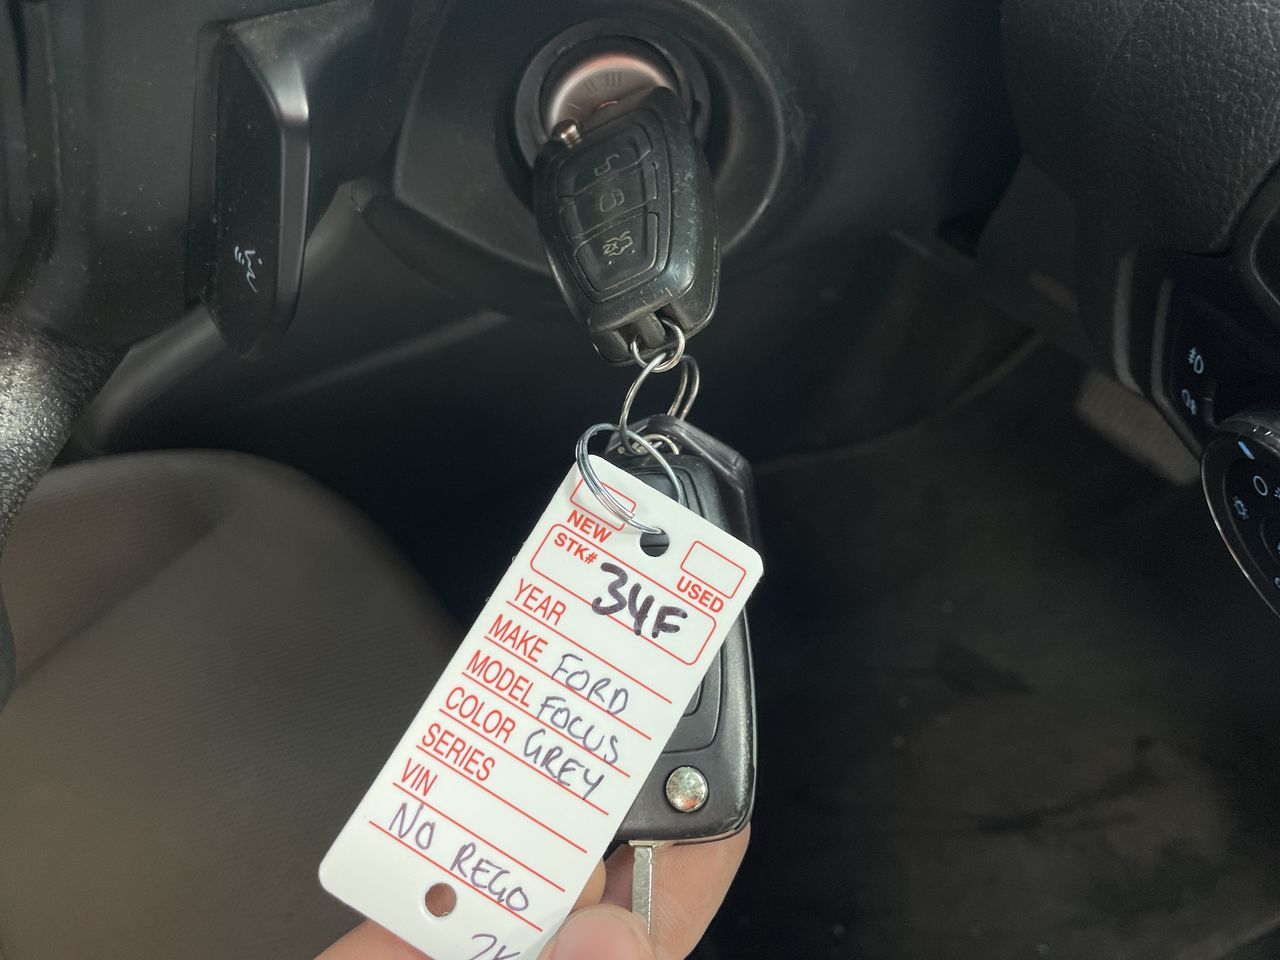 NEW
USED
STK# 34F
YEAR
MAKE FORD
MODEL FOCUS
COLOR GREY
SERIES
VIN
NO REGO